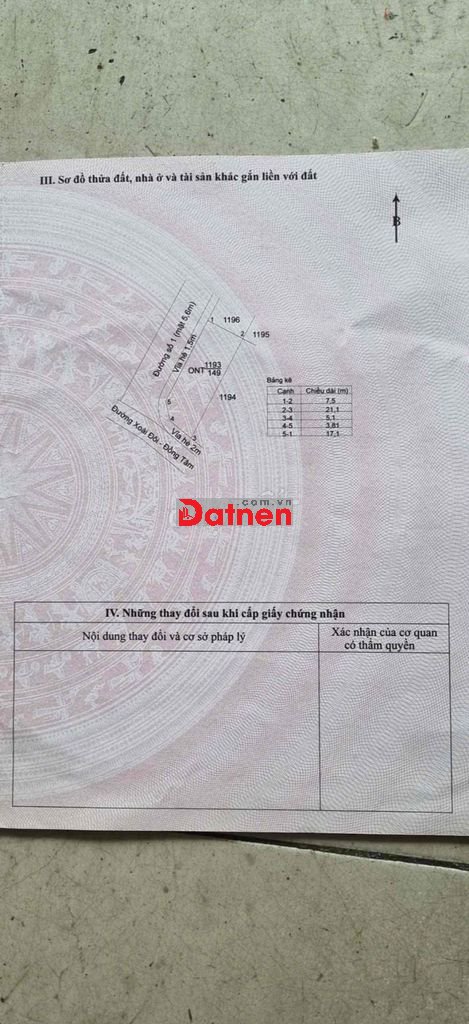 III. Sơ đồ thửa đất, nhà ở và tài sản khác gắn liền với đất
B
Đường số 1 (mặt 5,6m)
Vỉa hè 1,5m
1
1196
2
1195
1193
ONT 149
1194
5
4
3
Vỉa hè 2m
Đường Xoài Đôi - Đồng Tâm
Bảng kê
Cạnh Chiều dài (m)
1-2 7,5
2-3 21,1
3-4 5,1
4-5 3,81
5-1 17,1
.com.vn
Datnen
IV. Những thay đổi sau khi cấp giấy chứng nhận
Nội dung thay đổi và cơ sở pháp lý
Xác nhận của cơ quan
có thẩm quyền